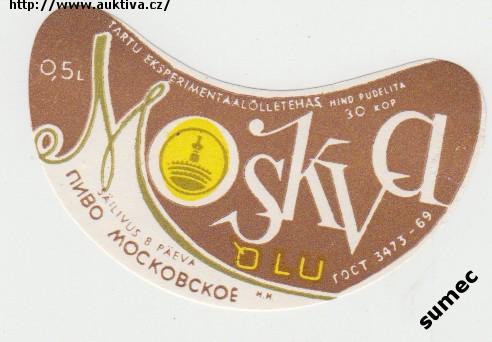 http://www.auktiva.cz/
TARTU EKSPERIMENTAALÕLLETEHAS HIND PUDELITA
30 KOP
0,5L
Moskva
ÕLU
SÄILIVUS 8 PÄEVA
ПИВО МОСКОВСКОЕ
Н.Н.
ГОСТ 3473-69
sumec